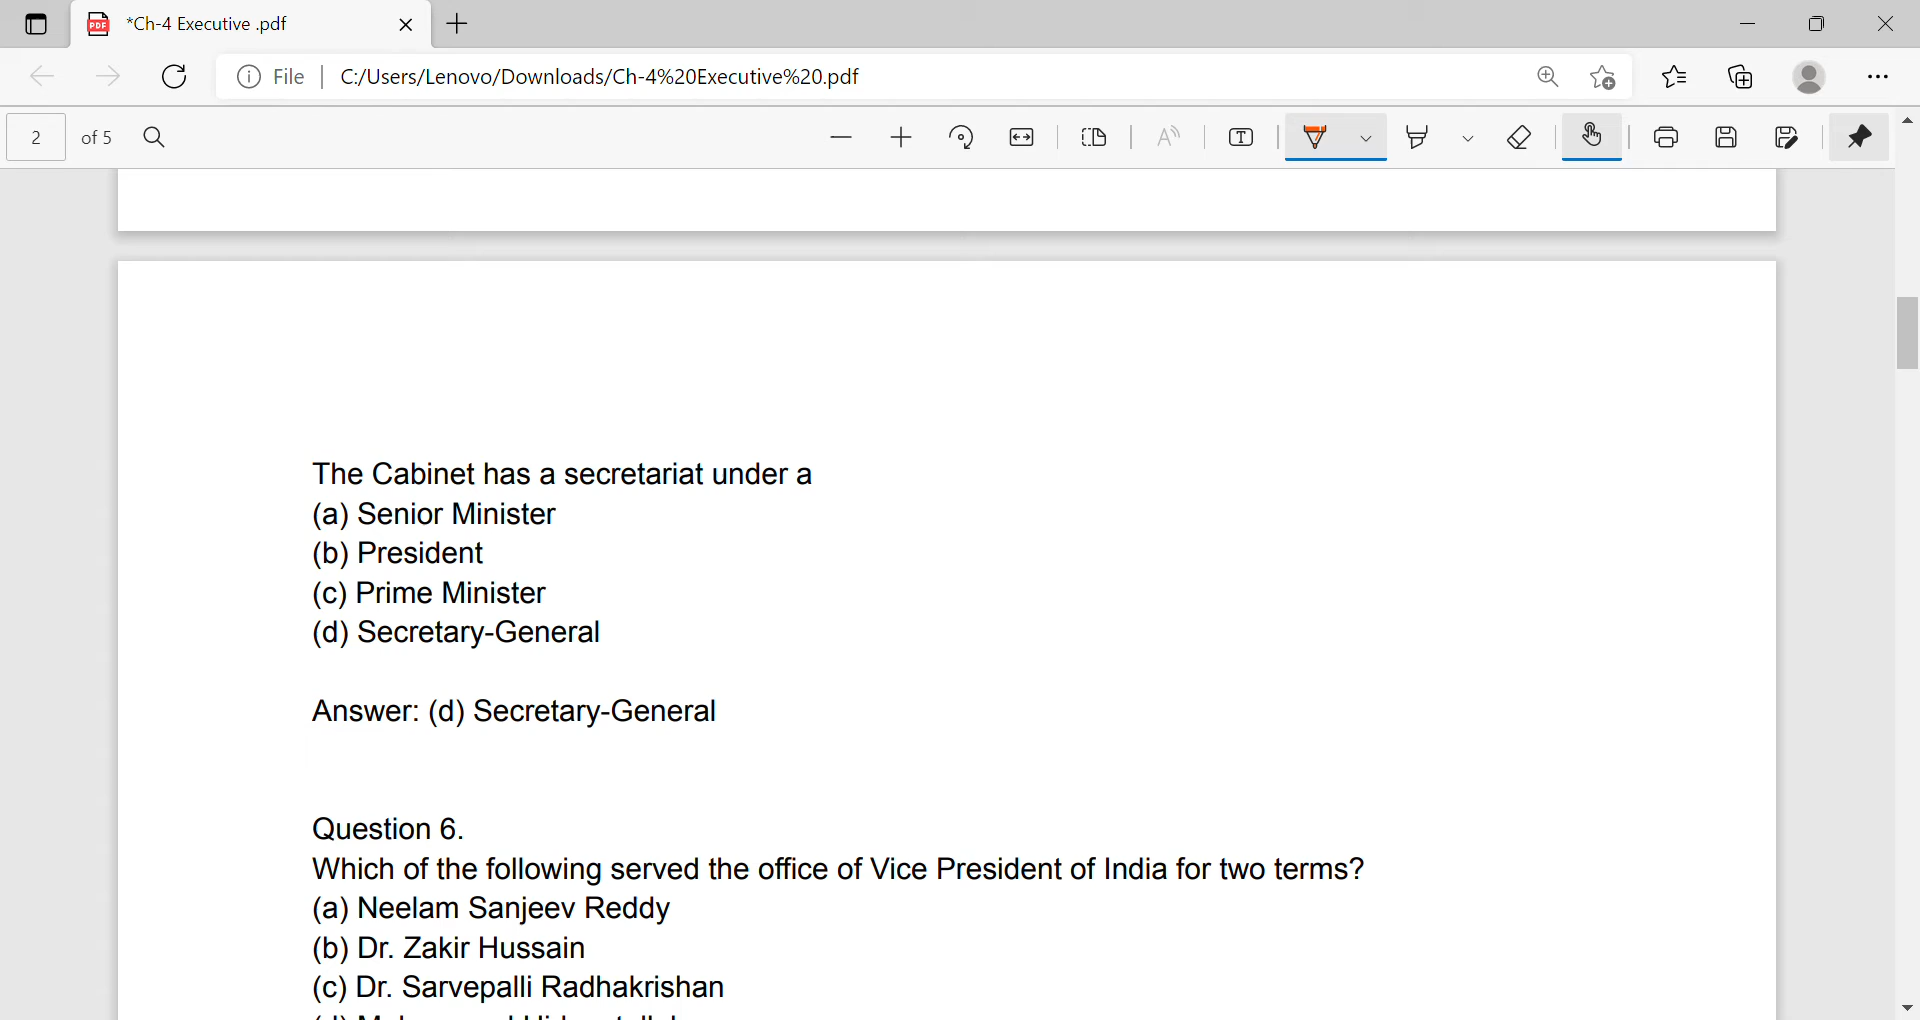 *Ch-4 Executive .pdf
File
C:/Users/Lenovo/Downloads/Ch-4%20Executive%20.pdf
2 of 5
The Cabinet has a secretariat under a
(a) Senior Minister
(b) President
(c) Prime Minister
(d) Secretary-General
Answer: (d) Secretary-General
Question 6.
Which of the following served the office of Vice President of India for two terms?
(a) Neelam Sanjeev Reddy
(b) Dr. Zakir Hussain
(c) Dr. Sarvepalli Radhakrishan